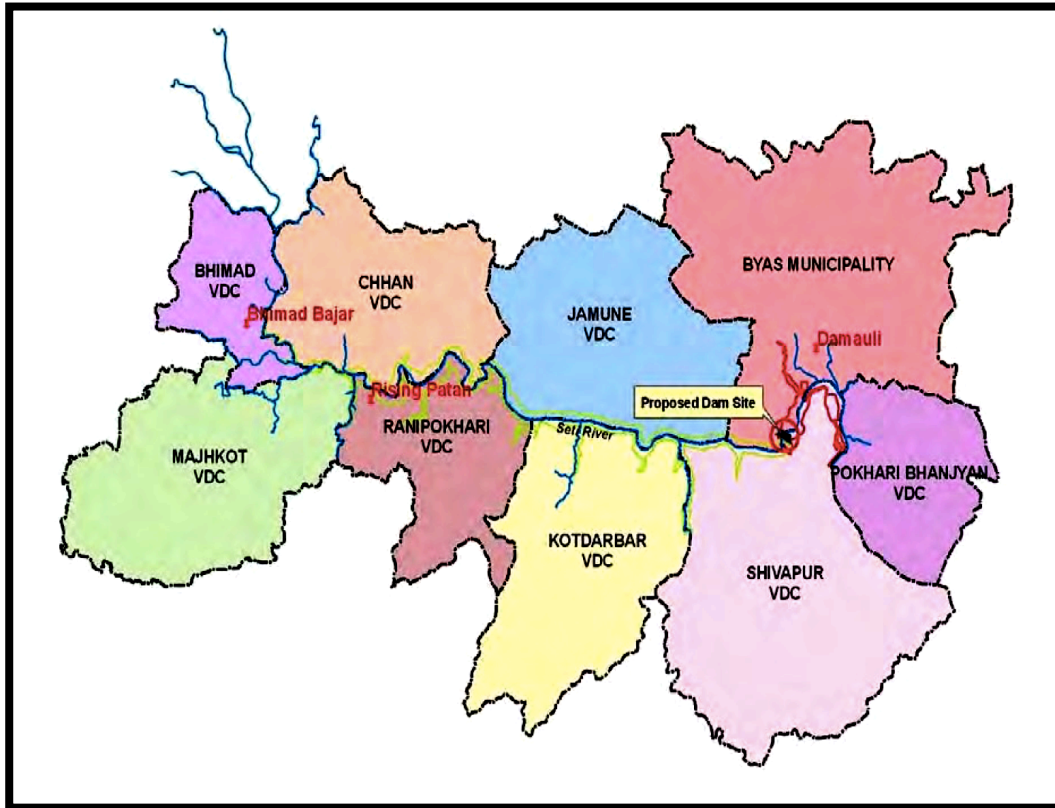 BYAS MUNICIPALITY
BHIMAD
VDC
CHHAN
VDC
Bhimad Bajar
JAMUNE
VDC
Damauli
Rising Patan
RANIPOKHARI
VDC
Proposed Dam Site
Seti River
MAJHKOT
VDC
POKHARI BHANJYAN
VDC
KOTDARBAR
VDC
SHIVAPUR
VDC